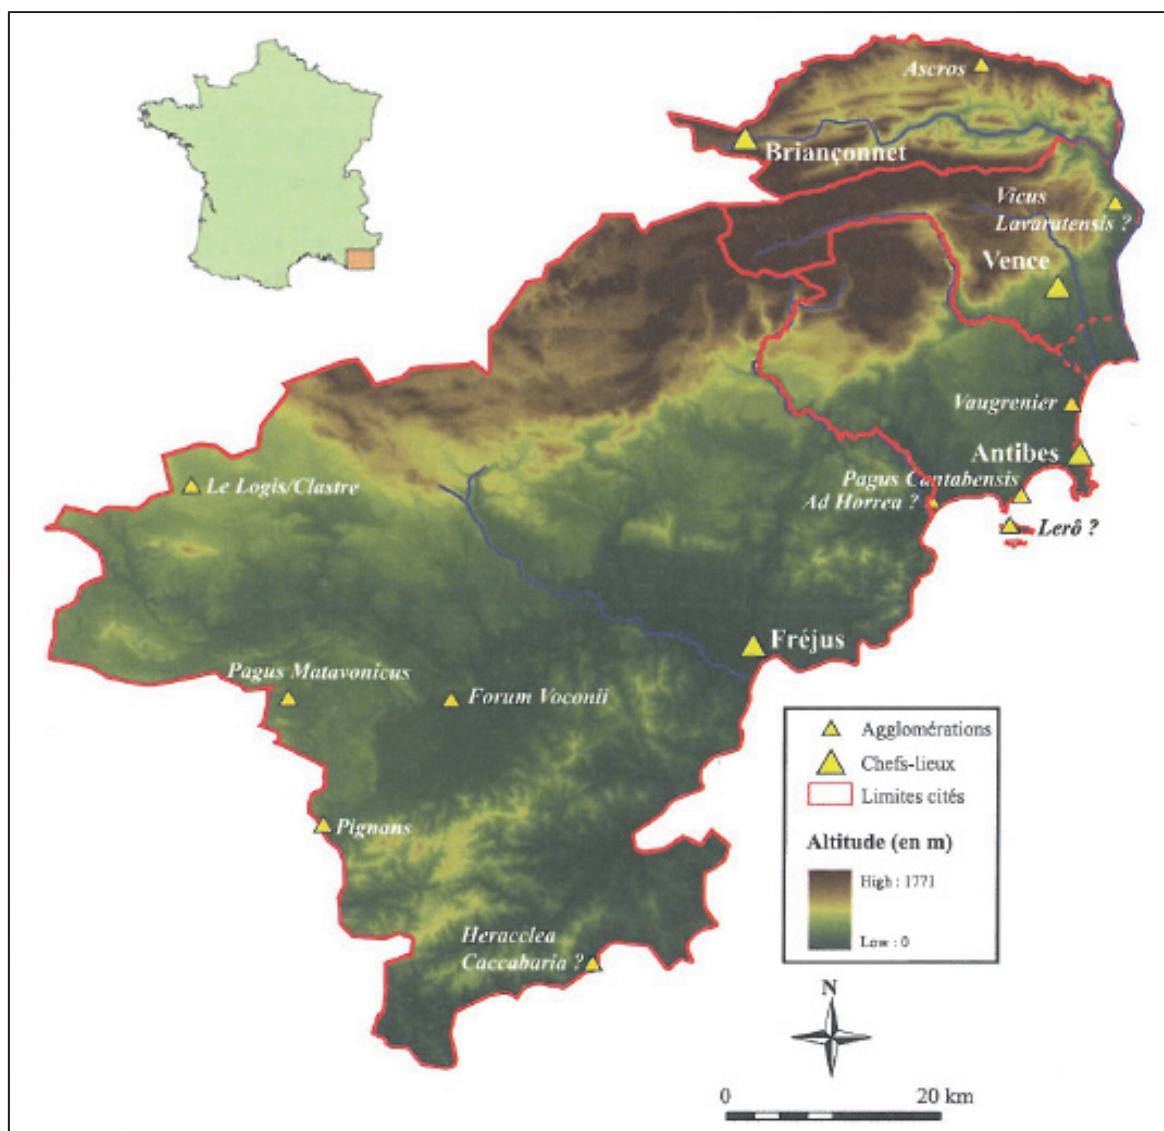 Ascros
Briançonnet
Vicus
Lavaratensis ?
Vence
Vaugrenier
Antibes
Pagus Cantabensis
Ad Horrea ?
Lerô ?
Le Logis/Clastre
Fréjus
Pagus Matavonicus
Forum Voconii
Pignans
Heracclea
Caccabaria ?
Agglomérations
Chefs-lieux
Limites cités
Altitude (en m)
High : 1771
Low : 0
N
0 20 km